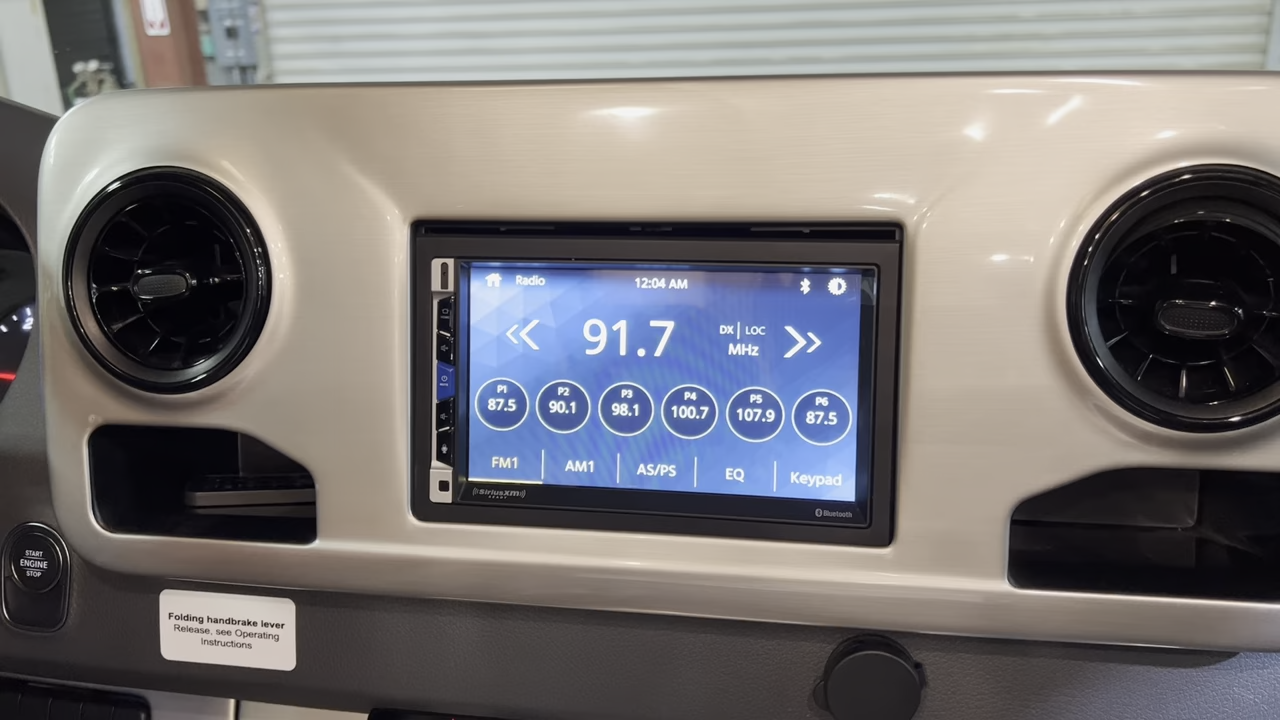 Radio
12:04 AM
91.7
DX | LOC
MHz
P1
87.5
P2
90.1
P3
98.1
P4
100.7
P5
107.9
P6
87.5
FM1
AM1
AS/PS
EQ
Keypad
SiriusXM
READY
Bluetooth
START
ENGINE
STOP
Folding handbrake lever
Release, see Operating
Instructions